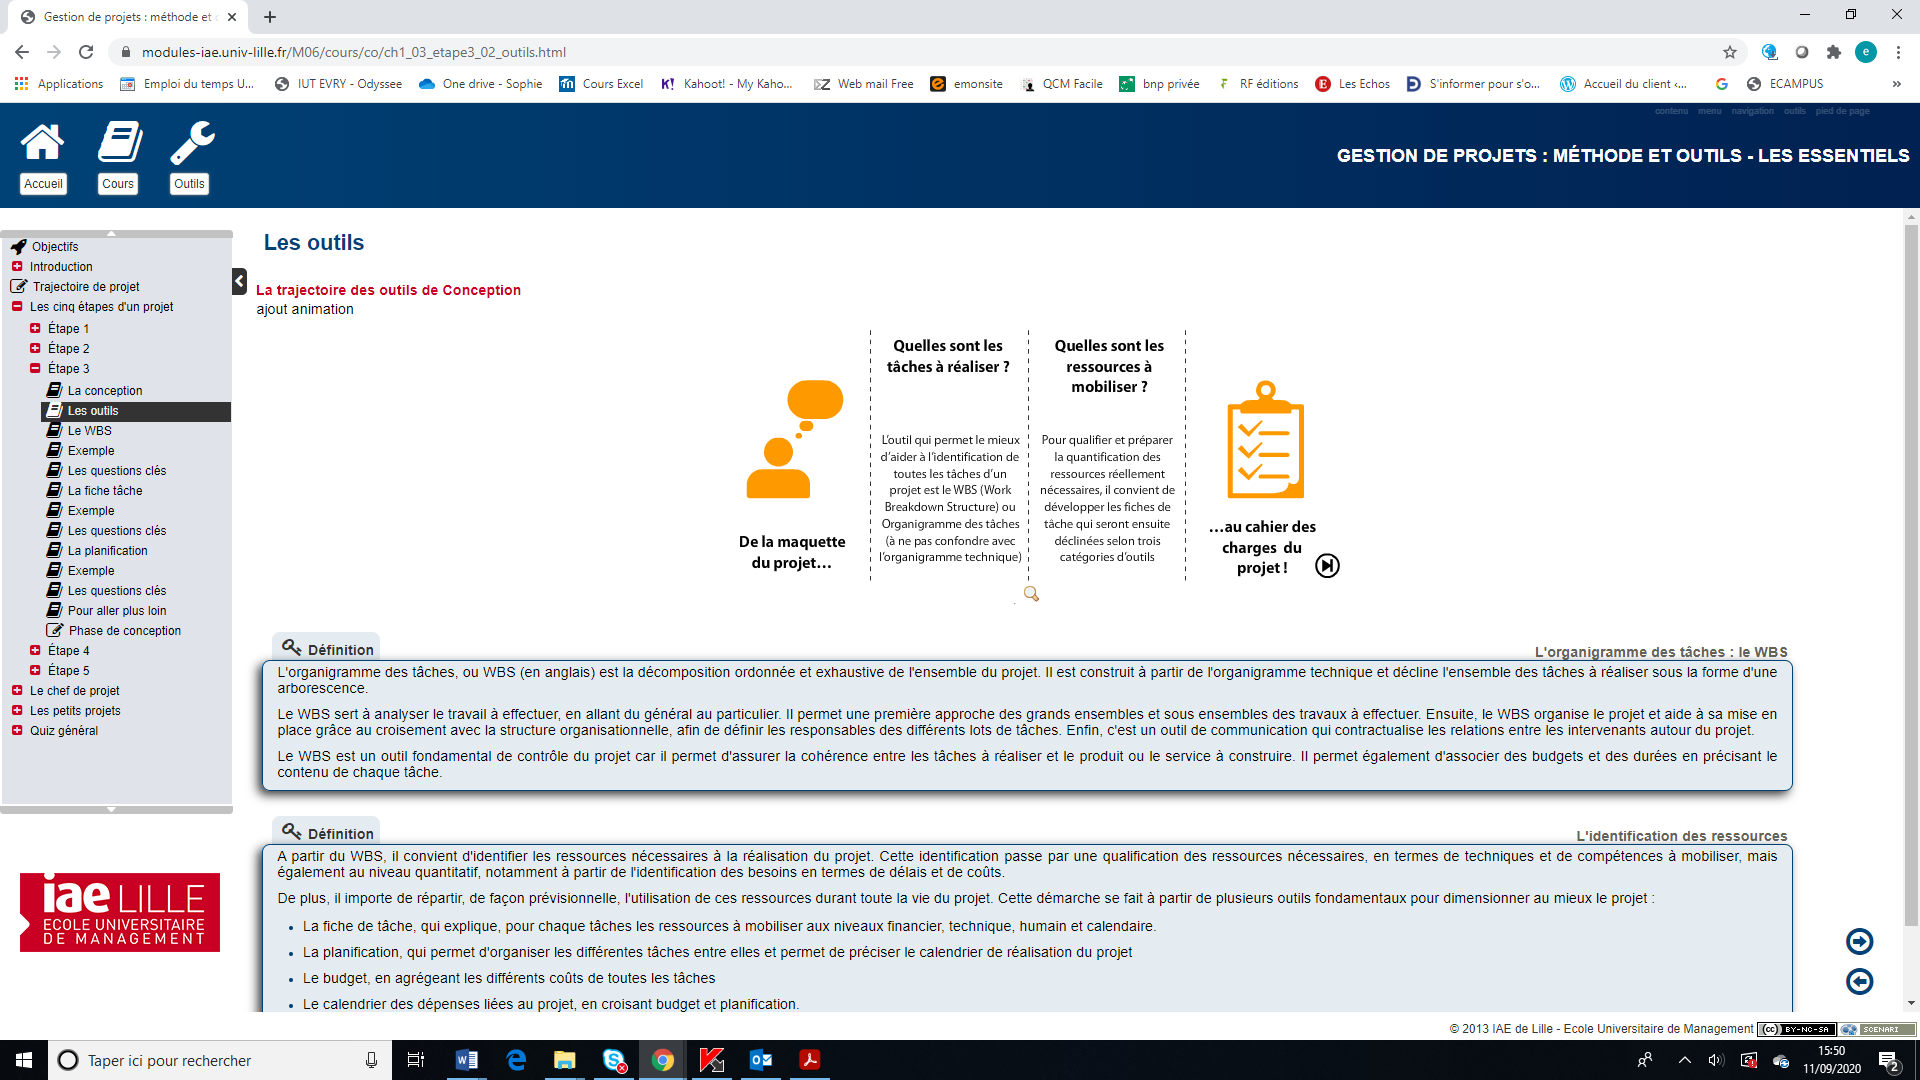 Gestion de projets : méthode et
modules-iae.univ-lille.fr/M06/cours/co/ch1_03_etape3_02_outils.html
e
Applications
Emploi du temps U...
IUT EVRY - Odyssee
One drive - Sophie
Cours Excel
K! Kahoot! - My Kaho...
Web mail Free
emonsite
QCM Facile
bnp privée
RF éditions
Les Echos
S'informer pour s'o...
Accueil du client ‹...
ECAMPUS
»
contenu menu navigation outils pied de page
GESTION DE PROJETS : MÉTHODE ET OUTILS - LES ESSENTIELS
Accueil
Cours
Outils
Objectifs
Introduction
Trajectoire de projet
Les cinq étapes d'un projet
Étape 1
Étape 2
Étape 3
La conception
Les outils
Le WBS
Exemple
Les questions clés
La fiche tâche
Exemple
Les questions clés
La planification
Exemple
Les questions clés
Pour aller plus loin
Phase de conception
Étape 4
Étape 5
Le chef de projet
Les petits projets
Quiz général
iae LILLE
ECOLE UNIVERSITAIRE
DE MANAGEMENT
Les outils
La trajectoire des outils de Conception
ajout animation
De la maquette
du projet...
Quelles sont les
tâches à réaliser ?
L'outil qui permet le mieux
d'aider à l'identification de
toutes les tâches d'un
projet est le WBS (Work
Breakdown Structure) ou
Organigramme des tâches
(à ne pas confondre avec
l'organigramme technique)
Quelles sont les
ressources à
mobiliser ?
Pour qualifier et préparer
la quantification des
ressources réellement
nécessaires, il convient de
développer les fiches de
tâche qui seront ensuite
déclinées selon trois
catégories d'outils
...au cahier des
charges du
projet !
Définition
L'organigramme des tâches : le WBS
L'organigramme des tâches, ou WBS (en anglais) est la décomposition ordonnée et exhaustive de l'ensemble du projet. Il est construit à partir de l'organigramme technique et décline l'ensemble des tâches à réaliser sous la forme d'une
arborescence.
Le WBS sert à analyser le travail à effectuer, en allant du général au particulier. Il permet une première approche des grands ensembles et sous ensembles des travaux à effectuer. Ensuite, le WBS organise le projet et aide à sa mise en
place grâce au croisement avec la structure organisationnelle, afin de définir les responsables des différents lots de tâches. Enfin, c'est un outil de communication qui contractualise les relations entre les intervenants autour du projet.
Le WBS est un outil fondamental de contrôle du projet car il permet d'assurer la cohérence entre les tâches à réaliser et le produit ou le service à construire. Il permet également d'associer des budgets et des durées en précisant le
contenu de chaque tâche.
Définition
L'identification des ressources
A partir du WBS, il convient d'identifier les ressources nécessaires à la réalisation du projet. Cette identification passe par une qualification des ressources nécessaires, en termes de techniques et de compétences à mobiliser, mais
également au niveau quantitatif, notamment à partir de l'identification des besoins en termes de délais et de coûts.
De plus, il importe de répartir, de façon prévisionnelle, l'utilisation de ces ressources durant toute la vie du projet. Cette démarche se fait à partir de plusieurs outils fondamentaux pour dimensionner au mieux le projet :
• La fiche de tâche, qui explique, pour chaque tâches les ressources à mobiliser aux niveaux financier, technique, humain et calendaire.
• La planification, qui permet d'organiser les différentes tâches entre elles et permet de préciser le calendrier de réalisation du projet
• Le budget, en agrégeant les différents coûts de toutes les tâches
• Le calendrier des dépenses liées au projet, en croisant budget et planification.
© 2013 IAE de Lille - Ecole Universitaire de Management
cc BY-NC-SA
SCENARI
Taper ici pour rechercher
15:50
11/09/2020
2